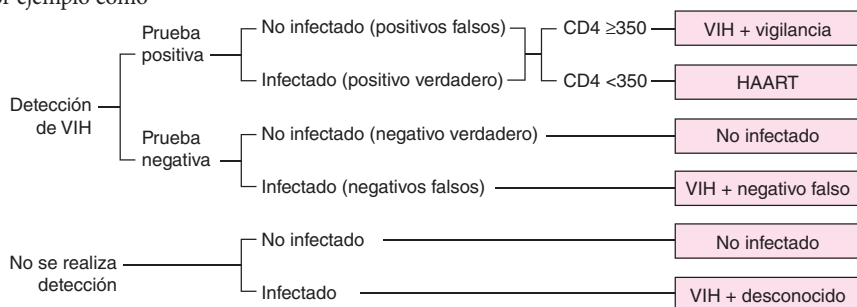 or ejemplo como
Prueba
positiva
No infectado (positivos falsos)
CD4 ≥350
VIH + vigilancia
Infectado (positivo verdadero)
CD4 <350
HAART
Detección
de VIH
Prueba
negativa
No infectado (negativo verdadero)
No infectado
Infectado (negativos falsos)
VIH + negativo falso
No se realiza
detección
No infectado
No infectado
Infectado
VIH + desconocido